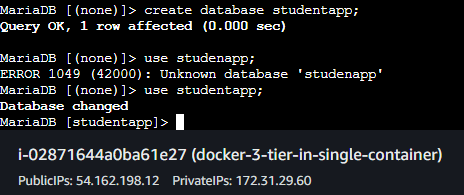 MariaDB [(none)]> create database studentapp;
Query OK, 1 row affected (0.000 sec)
MariaDB [(none)]> use studenapp;
ERROR 1049 (42000): Unknown database 'studenapp'
MariaDB [(none)]> use studentapp;
Database changed
MariaDB [studentapp]>
i-02871644a0ba61e27 (docker-3-tier-in-single-container)
PublicIPs: 54.162.198.12 PrivateIPs: 172.31.29.60